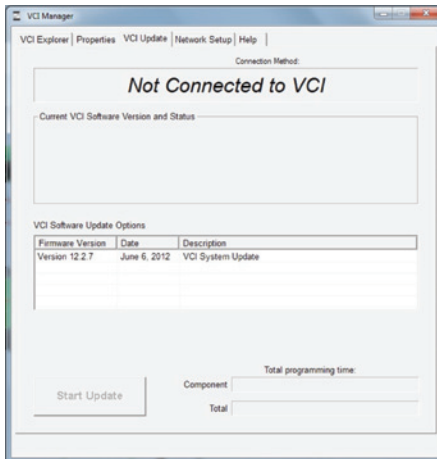 VCI Manager
VCI Explorer Properties VCI Update Network Setup Help
Connection Method:
Not Connected to VCI
Current VCI Software Version and Status
VCI Software Update Options
Firmware Version Date Description
Version 12.2.7 June 6, 2012 VCI System Update
Total programming time:
Component
Start Update
Total